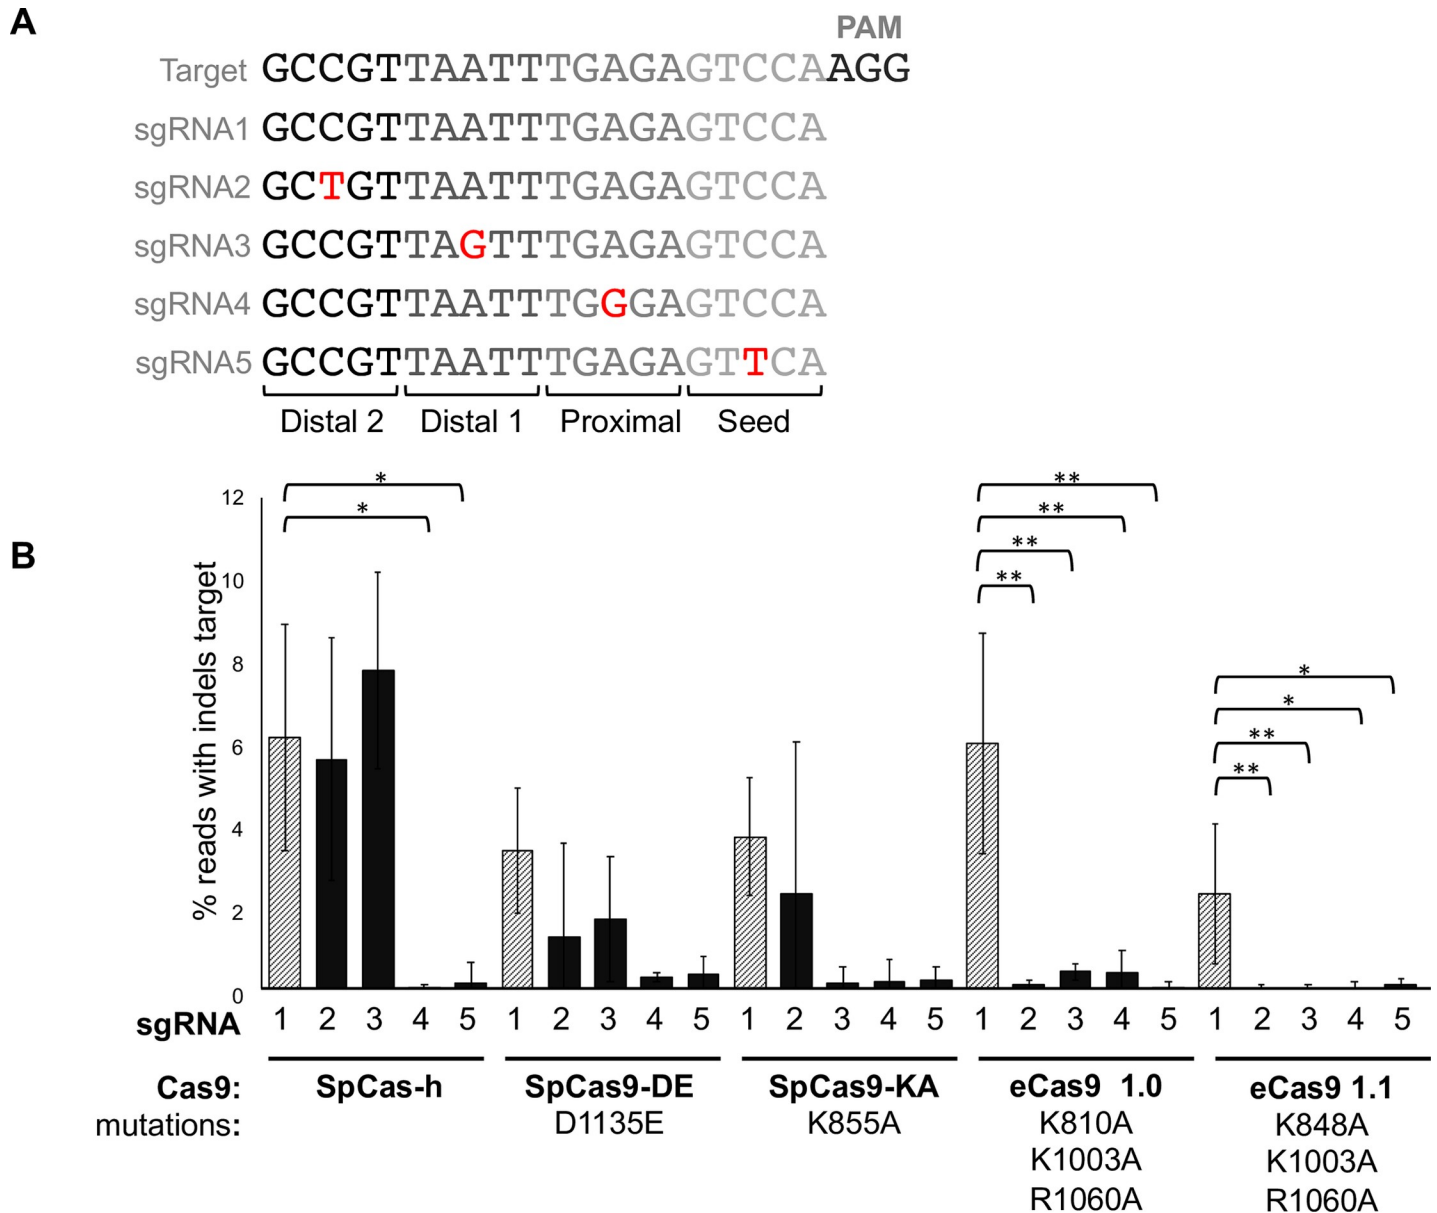 A
PAM
Target GCCGTTAATTTGAGAGTCCAAGG
sgRNA1 GCCGTTAATTTGAGAGTCCA
sgRNA2 GCTGTTAATTTGAGAGTCCA
sgRNA3 GCCGTTAGTTTGAGAGTCCA
sgRNA4 GCCGTTAATTTGGGAGTCCA
sgRNA5 GCCGTTAATTTGAGAGTTCA
Distal 2 Distal 1 Proximal Seed
B
% reads with indels target
12
10
8
6
4
2
0
* * ** ** ** ** * * ** **
sgRNA 1 2 3 4 5 1 2 3 4 5 1 2 3 4 5 1 2 3 4 5 1 2 3 4 5
Cas9: SpCas-h SpCas9-DE SpCas9-KA eCas9 1.0 eCas9 1.1
mutations: D1135E K855A K810A K848A
K1003A K1003A
R1060A R1060A